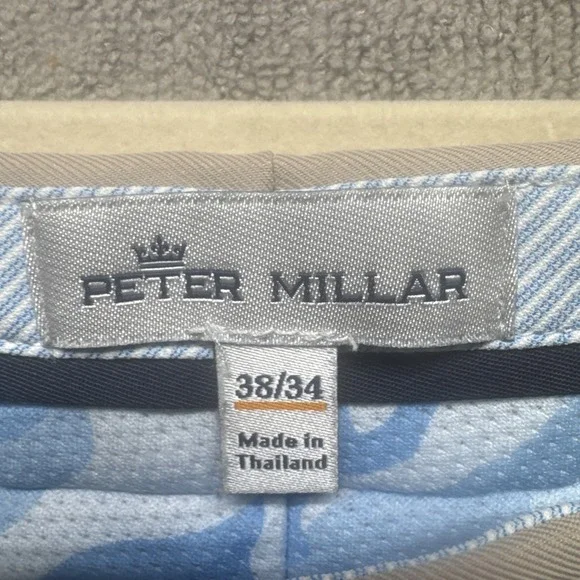 PETER MILLAR
38/34
Made in
Thailand